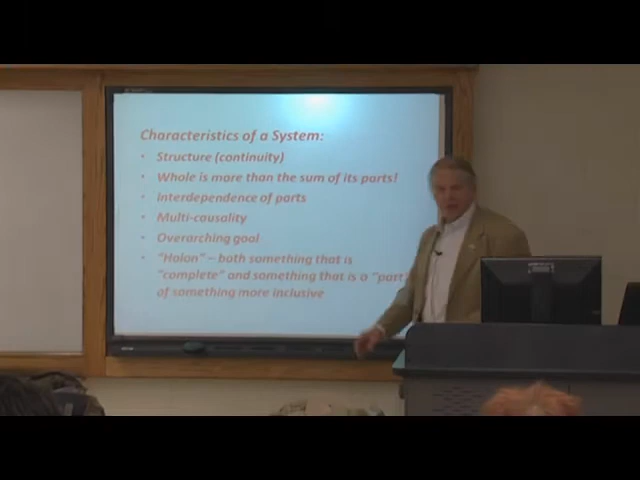 Characteristics of a System:
• Structure (continuity)
• Whole is more than the sum of its parts!
• Interdependence of parts
• Multi-causality
• Overarching goal
• "Holon" – both something that is
"complete" and something that is a "part"
of something more inclusive